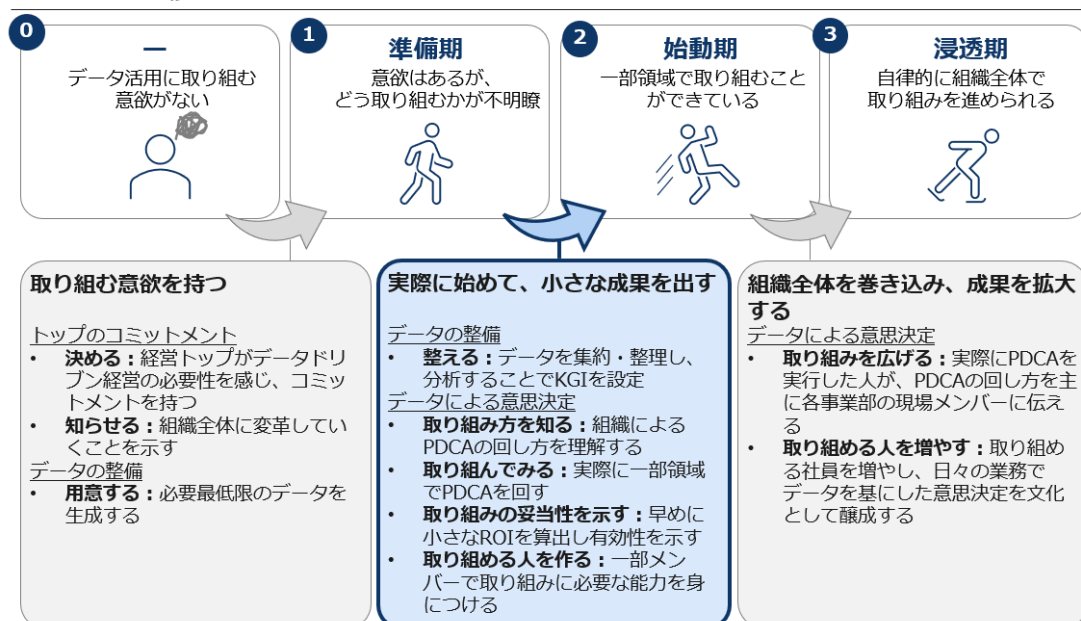 0
ー
データ活用に取り組む
意欲がない
1
準備期
意欲はあるが、
どう取り組むかが不明瞭
2
始動期
一部領域で取り組むこと
ができている
3
浸透期
自律的に組織全体で
取り組みを進められる
取り組む意欲を持つ
トップのコミットメント
• 決める：経営トップがデータドリ
ブン経営の必要性を感じ、コミッ
トメントを持つ
• 知らせる：組織全体に変革してい
くことを示す
データの整備
• 用意する：必要最低限のデータを
生成する
実際に始めて、小さな成果を出す
データの整備
• 整える：データを集約・整理し、
分析することでKGIを設定
データによる意思決定
• 取り組み方を知る：組織による
PDCAの回し方を理解する
• 取り組んでみる：実際に一部領域
でPDCAを回す
• 取り組みの妥当性を示す：早めに
小さなROIを算出し有効性を示す
• 取り組める人を作る：一部メン
バーで取り組みに必要な能力を身
につける
組織全体を巻き込み、成果を拡大
する
データによる意思決定
• 取り組みを広げる：実際にPDCAを
実行した人が、PDCAの回し方を主
に各事業部の現場メンバーに伝え
る
• 取り組める人を増やす：取り組め
る社員を増やし、日々の業務で
データを基にした意思決定を文化
として醸成する